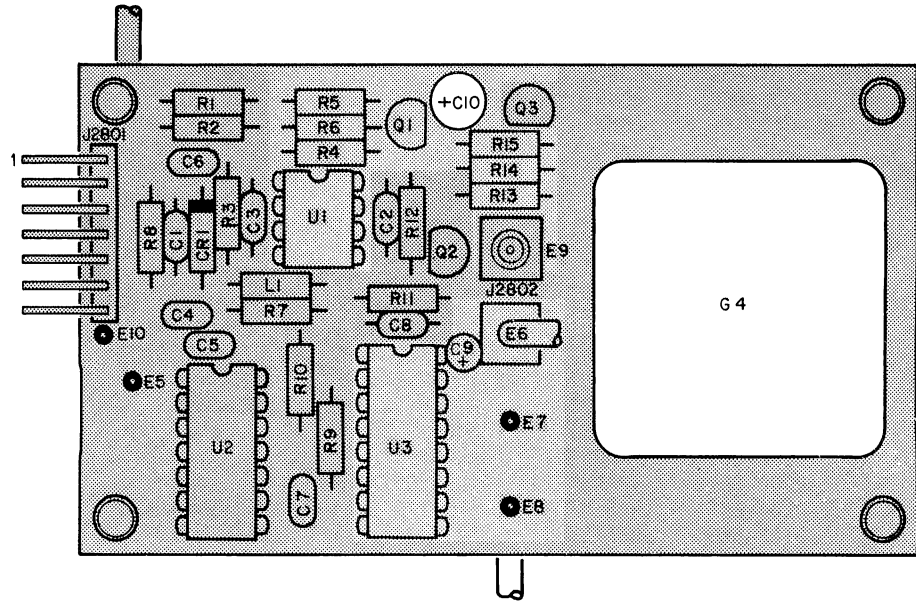 R1
R2
R5
R6
R4
Q1
+C10
Q3
J2801
1
C6
R15
R14
R13
R8
C1
CR1
R3
C3
U1
C2
R12
Q2
E9
J2802
L1
R7
R11
C4
C8
E6
G4
E10
C5
C9
+
E5
R10
E7
U2
R9
U3
C7
E8